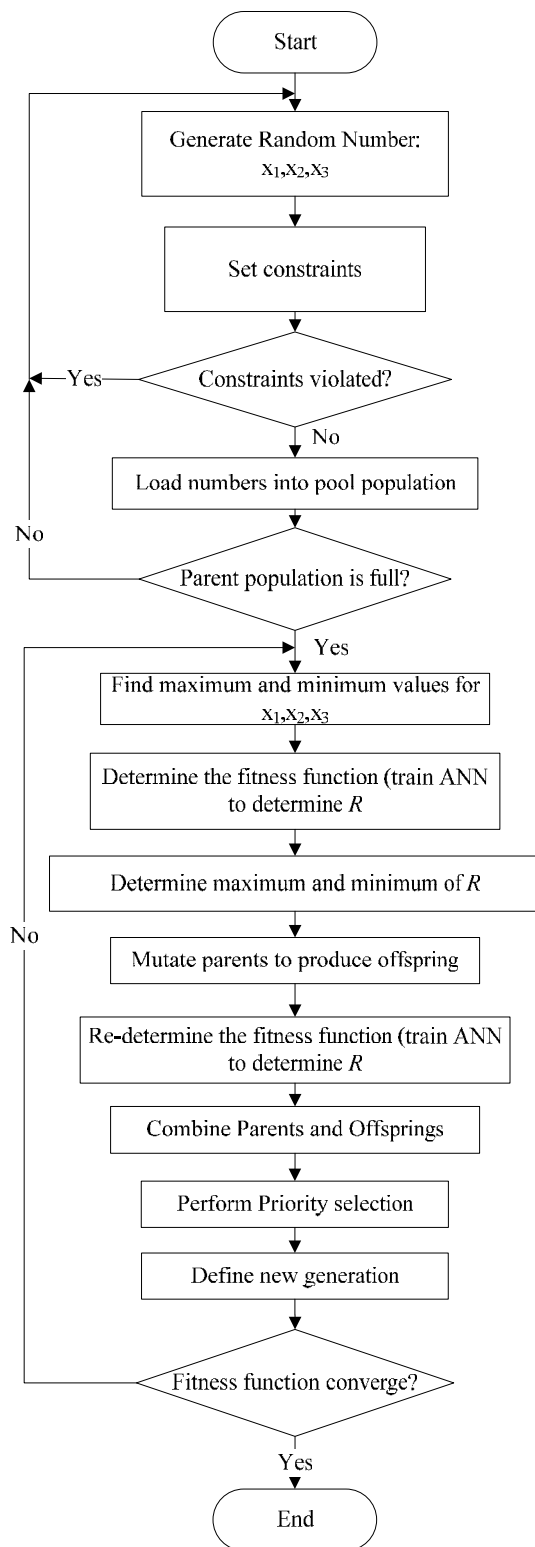 Start
Generate Random Number:
x₁,x₂,x₃
Set constraints
Constraints violated?
Yes
No
Load numbers into pool population
No
Parent population is full?
Yes
Find maximum and minimum values for
x₁,x₂,x₃
Determine the fitness function (train ANN
to determine R
Determine maximum and minimum of R
No
Mutate parents to produce offspring
Re-determine the fitness function (train ANN
to determine R
Combine Parents and Offsprings
Perform Priority selection
Define new generation
Fitness function converge?
Yes
End